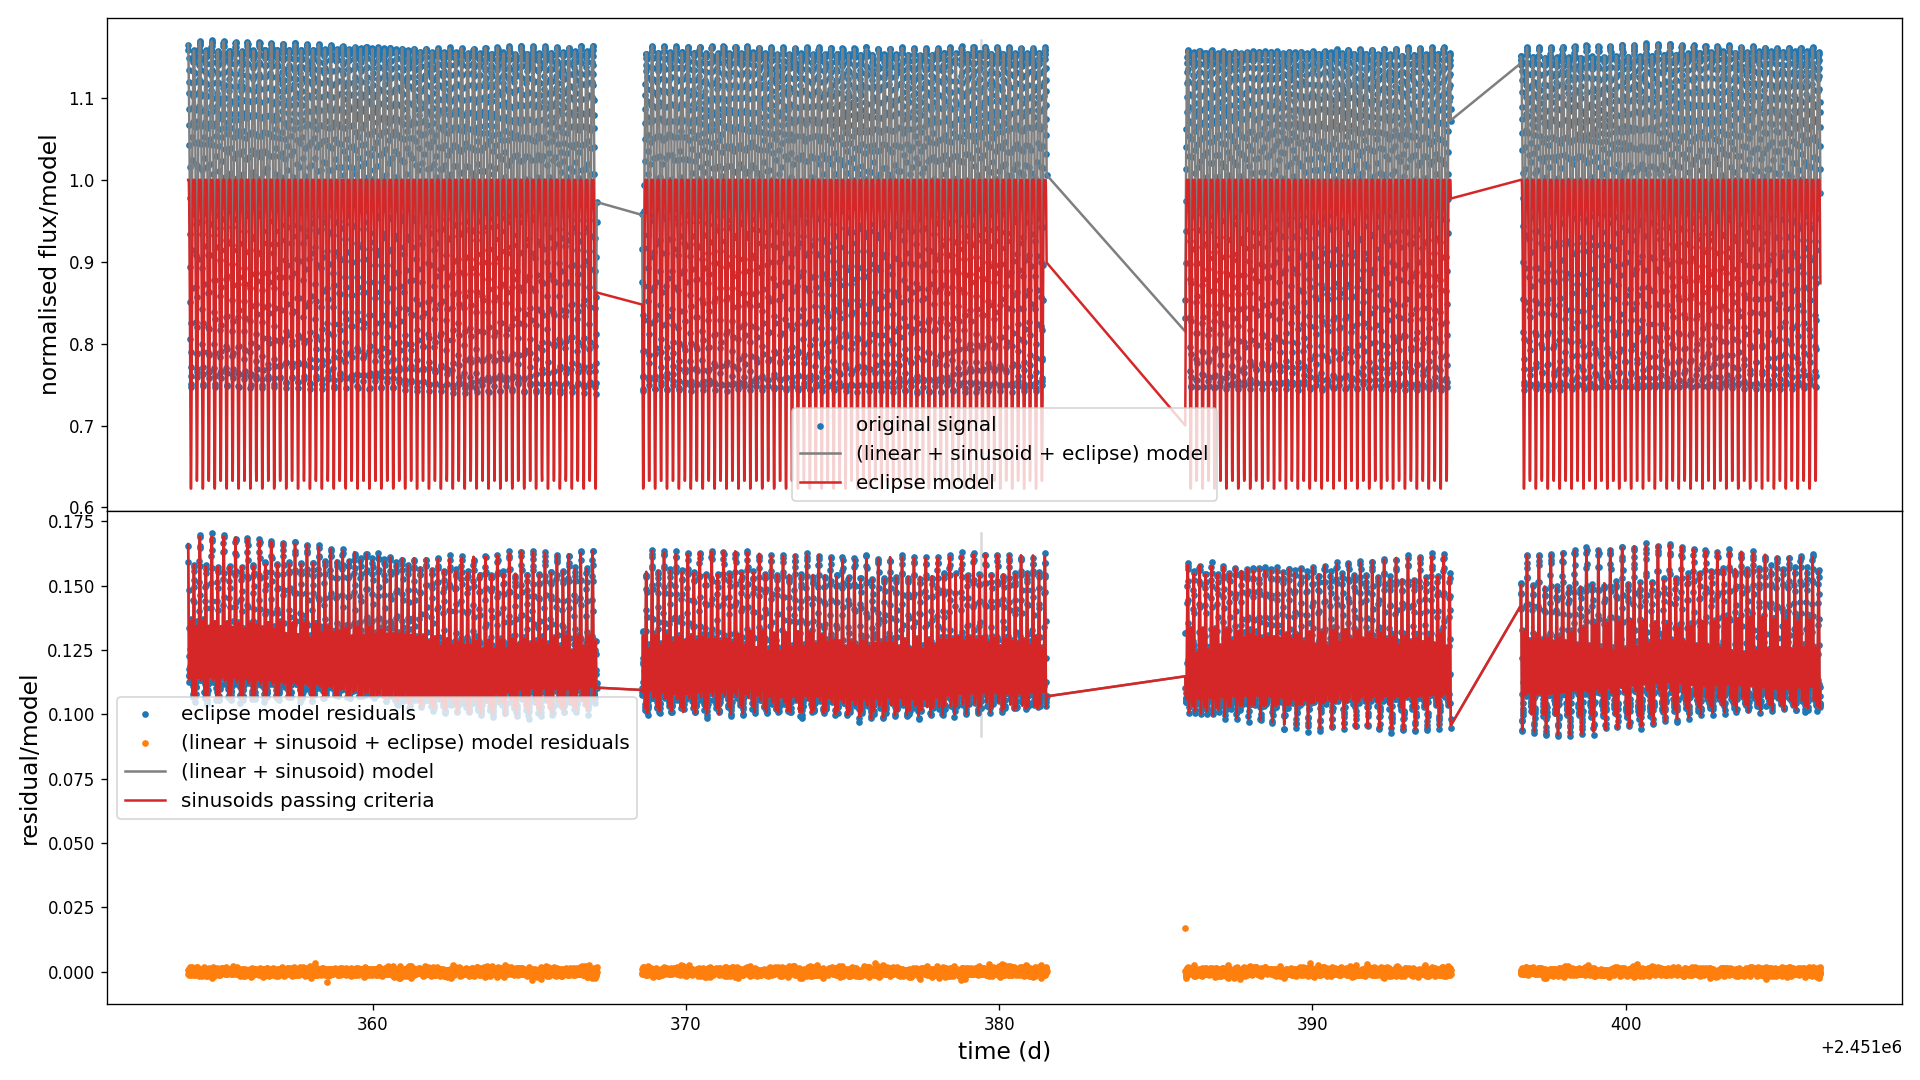 normalised flux/model
1.1
1.0
0.9
0.8
0.7
0.6
original signal
(linear + sinusoid + eclipse) model
eclipse model
residual/model
0.175
0.150
0.125
0.100
0.075
0.050
0.025
0.000
eclipse model residuals
(linear + sinusoid + eclipse) model residuals
(linear + sinusoid) model
sinusoids passing criteria
360
370
380
390
400
time (d)
+2.451e6